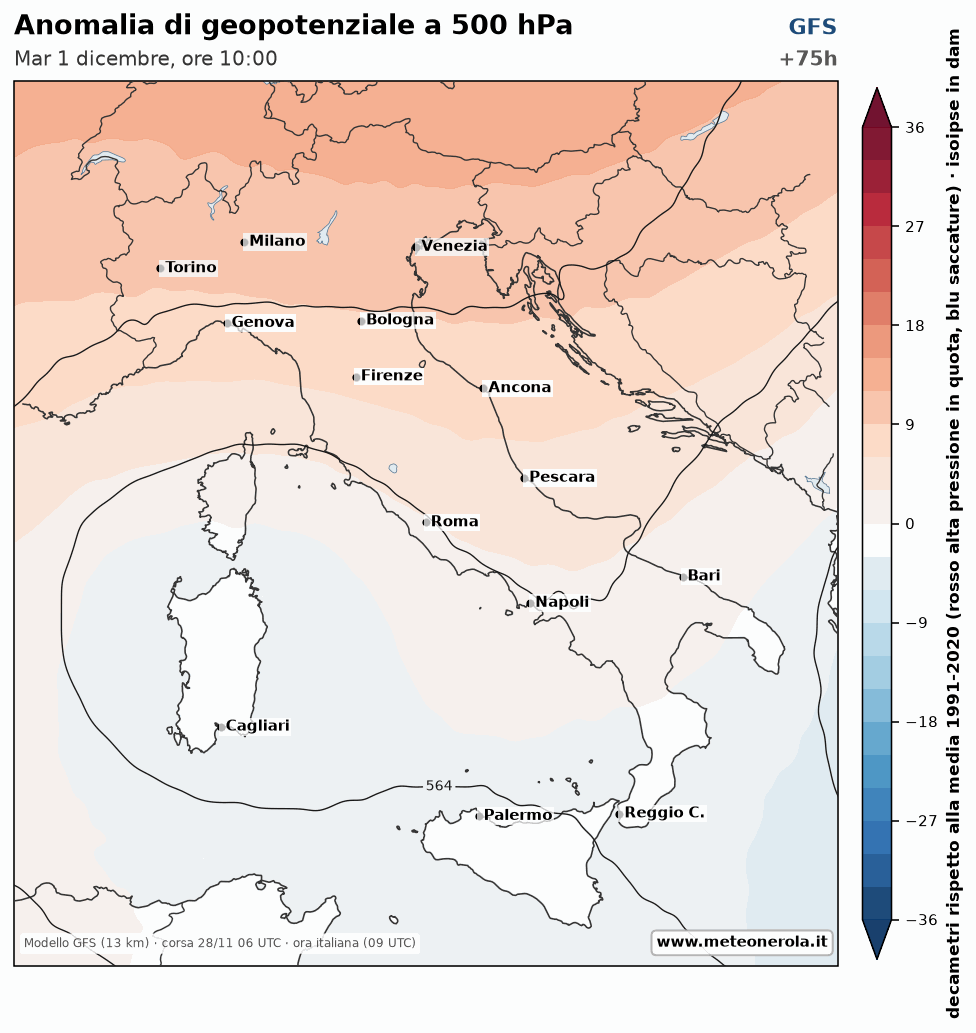 Anomalia di geopotenziale a 500 hPa
GFS
Mar 1 dicembre, ore 10:00
+75h
Milano
Venezia
Torino
Genova
Bologna
Firenze
Ancona
Pescara
Roma
Bari
Napoli
Cagliari
564
Palermo
Reggio C.
Modello GFS (13 km) · corsa 28/11 06 UTC · ora italiana (09 UTC)
www.meteonerola.it
36
27
18
9
0
−9
−18
−27
−36
decametri rispetto alla media 1991-2020 (rosso alta pressione in quota, blu saccature) · isoipse in dam